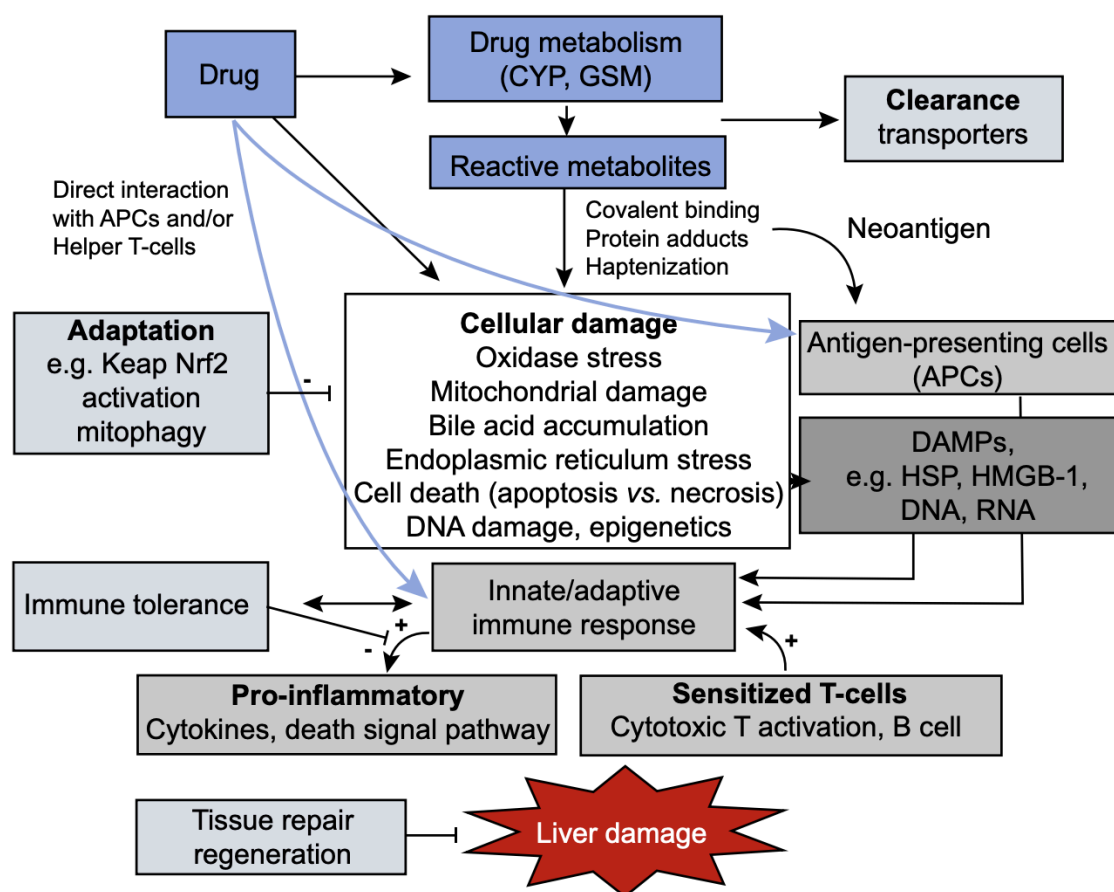 Drug
Drug metabolism
(CYP, GSM)
Clearance
transporters
Reactive metabolites
Direct interaction
with APCs and/or
Helper T-cells
Covalent binding
Protein adducts
Haptenization
Neoantigen
Adaptation
e.g. Keap Nrf2
activation
mitophagy
-
Cellular damage
Oxidase stress
Mitochondrial damage
Bile acid accumulation
Endoplasmic reticulum stress
Cell death (apoptosis vs. necrosis)
DNA damage, epigenetics
Antigen-presenting cells
(APCs)
DAMPs,
e.g. HSP, HMGB-1,
DNA, RNA
Immune tolerance
Innate/adaptive
immune response
+
-
+
Pro-inflammatory
Cytokines, death signal pathway
Sensitized T-cells
Cytotoxic T activation, B cell
Tissue repair
regeneration
Liver damage